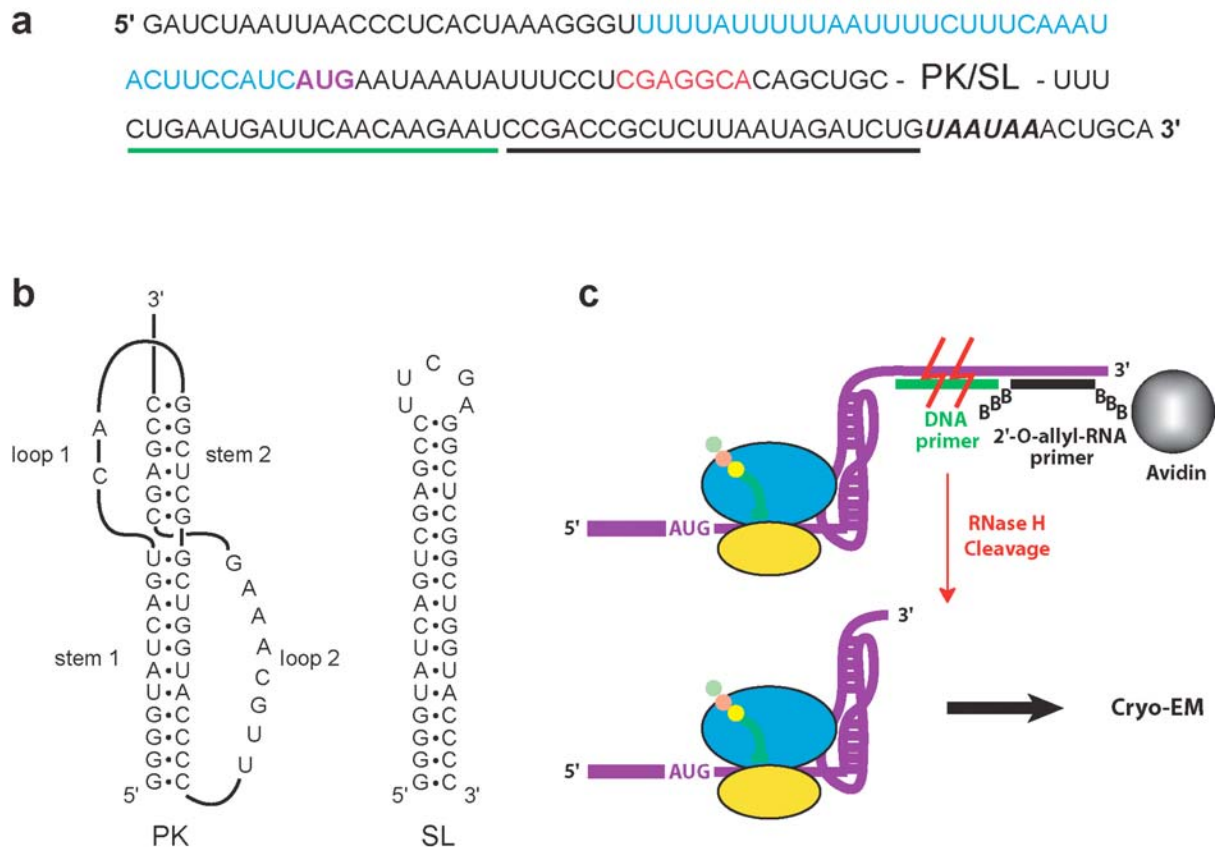 a
5' GAUCUAAUUAACCCUCACUAAAGGGUUUUUAUUUUUAAUUUUCUUUCAAAU
ACUUCCAUCAUGAAUAAAUAUUUCCUCGAGGCACAGCUGC - PK/SL - UUU
CUGAAUGAUUCAACAAGAAUCCGACCGCUCUUAAUAGAUCUGUAAUAAACUGCA 3'
b
3'
C•G
C•G
G•C
A•U
G•C
C•G
U•G
G•C
A•U
C•G
U•G
A•U
U•A
G•C
G•C
G•C
G•C
5'
loop 1
A
C
stem 2
stem 1
G
A
A
A
C
G
U
U
loop 2
PK
C
U G
U A
C•G
C•G
G•C
A•U
G•C
C•G
U•G
G•C
A•U
C•G
U•G
A•U
U•A
G•C
G•C
G•C
G•C
5' 3'
SL
c
3'
BBB
BBB
DNA
primer
2'-O-allyl-RNA
primer
Avidin
5' AUG
RNase H
Cleavage
3'
5' AUG
Cryo-EM